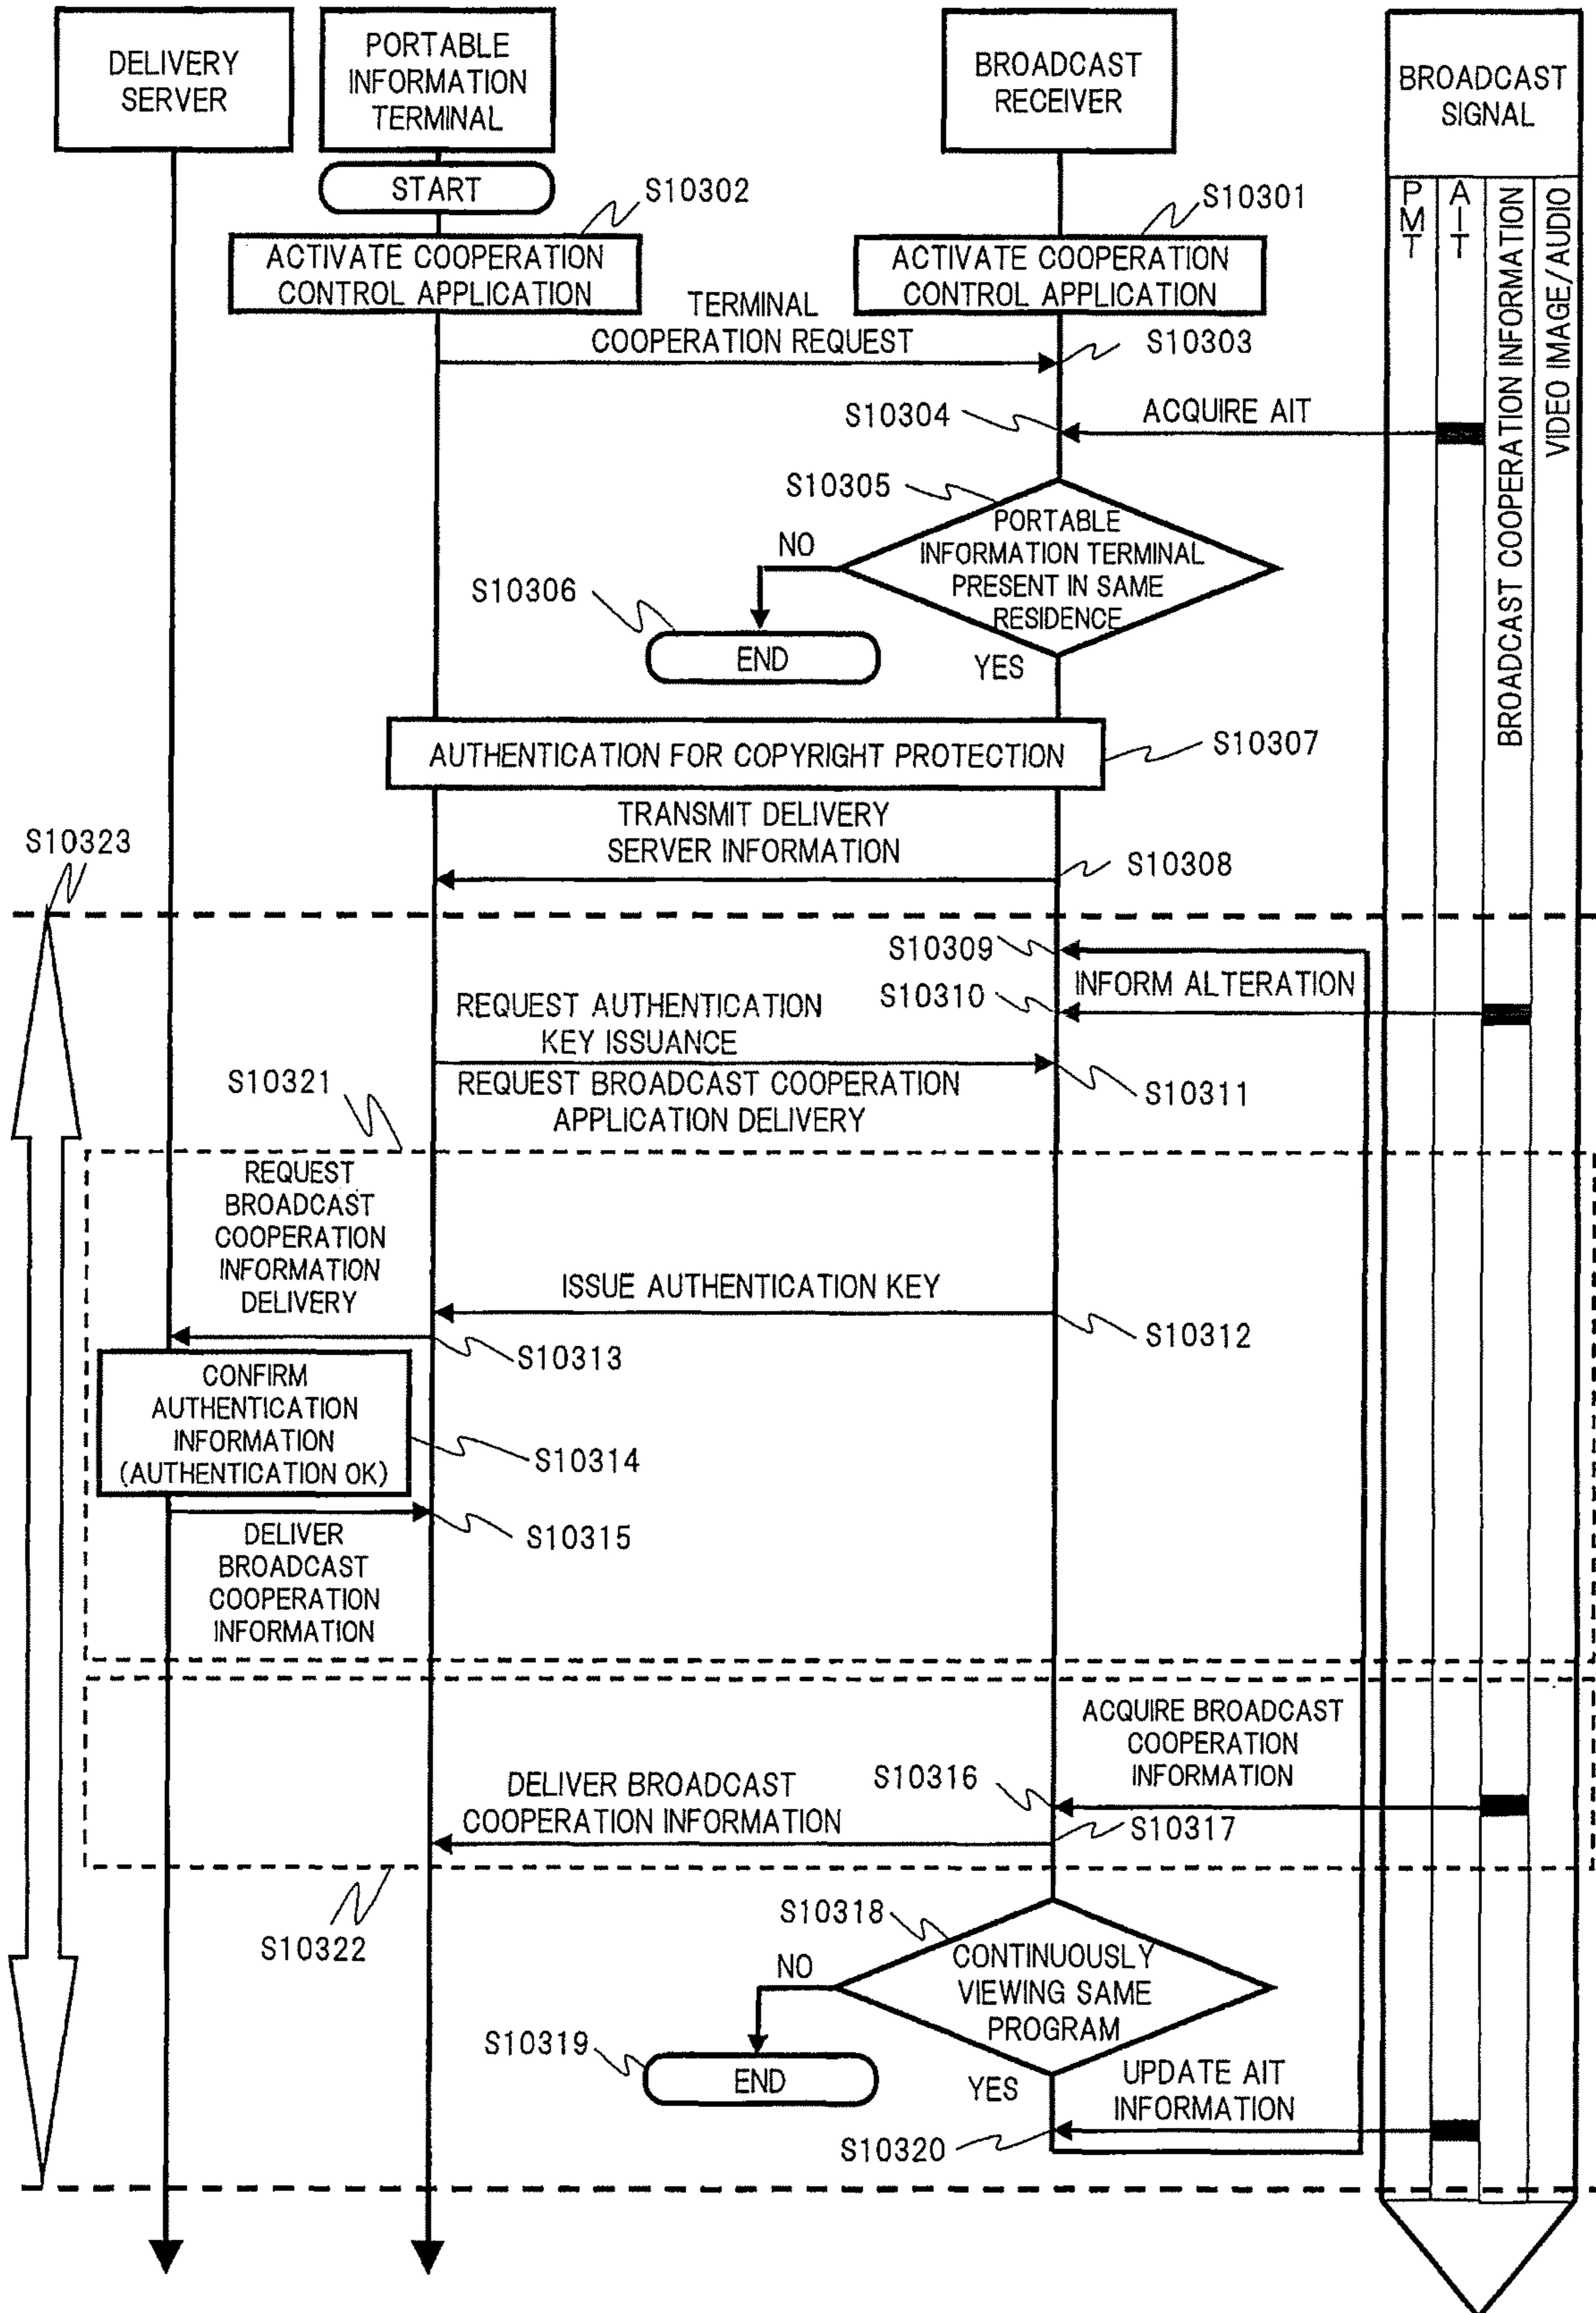 DELIVERY
SERVER
PORTABLE
INFORMATION
TERMINAL
BROADCAST
RECEIVER
BROADCAST
SIGNAL
START
PMT
AIT
BROADCAST COOPERATION INFORMATION
VIDEO IMAGE/AUDIO
S10302
S10301
ACTIVATE COOPERATION
CONTROL APPLICATION
ACTIVATE COOPERATION
CONTROL APPLICATION
TERMINAL
COOPERATION REQUEST
S10303
S10304
ACQUIRE AIT
S10305
PORTABLE
INFORMATION TERMINAL
PRESENT IN SAME
RESIDENCE
NO
S10306
END
YES
AUTHENTICATION FOR COPYRIGHT PROTECTION
S10307
TRANSMIT DELIVERY
SERVER INFORMATION
S10308
S10323
S10309
INFORM ALTERATION
S10310
REQUEST AUTHENTICATION
KEY ISSUANCE
REQUEST BROADCAST COOPERATION
APPLICATION DELIVERY
S10311
S10321
REQUEST
BROADCAST
COOPERATION
INFORMATION
DELIVERY
ISSUE AUTHENTICATION KEY
S10312
S10313
CONFIRM
AUTHENTICATION
INFORMATION
(AUTHENTICATION OK)
S10314
S10315
DELIVER
BROADCAST
COOPERATION
INFORMATION
ACQUIRE BROADCAST
COOPERATION
INFORMATION
S10316
DELIVER BROADCAST
COOPERATION INFORMATION
S10317
S10322
S10318
CONTINUOUSLY
VIEWING SAME
PROGRAM
NO
S10319
END
YES
UPDATE AIT
INFORMATION
S10320